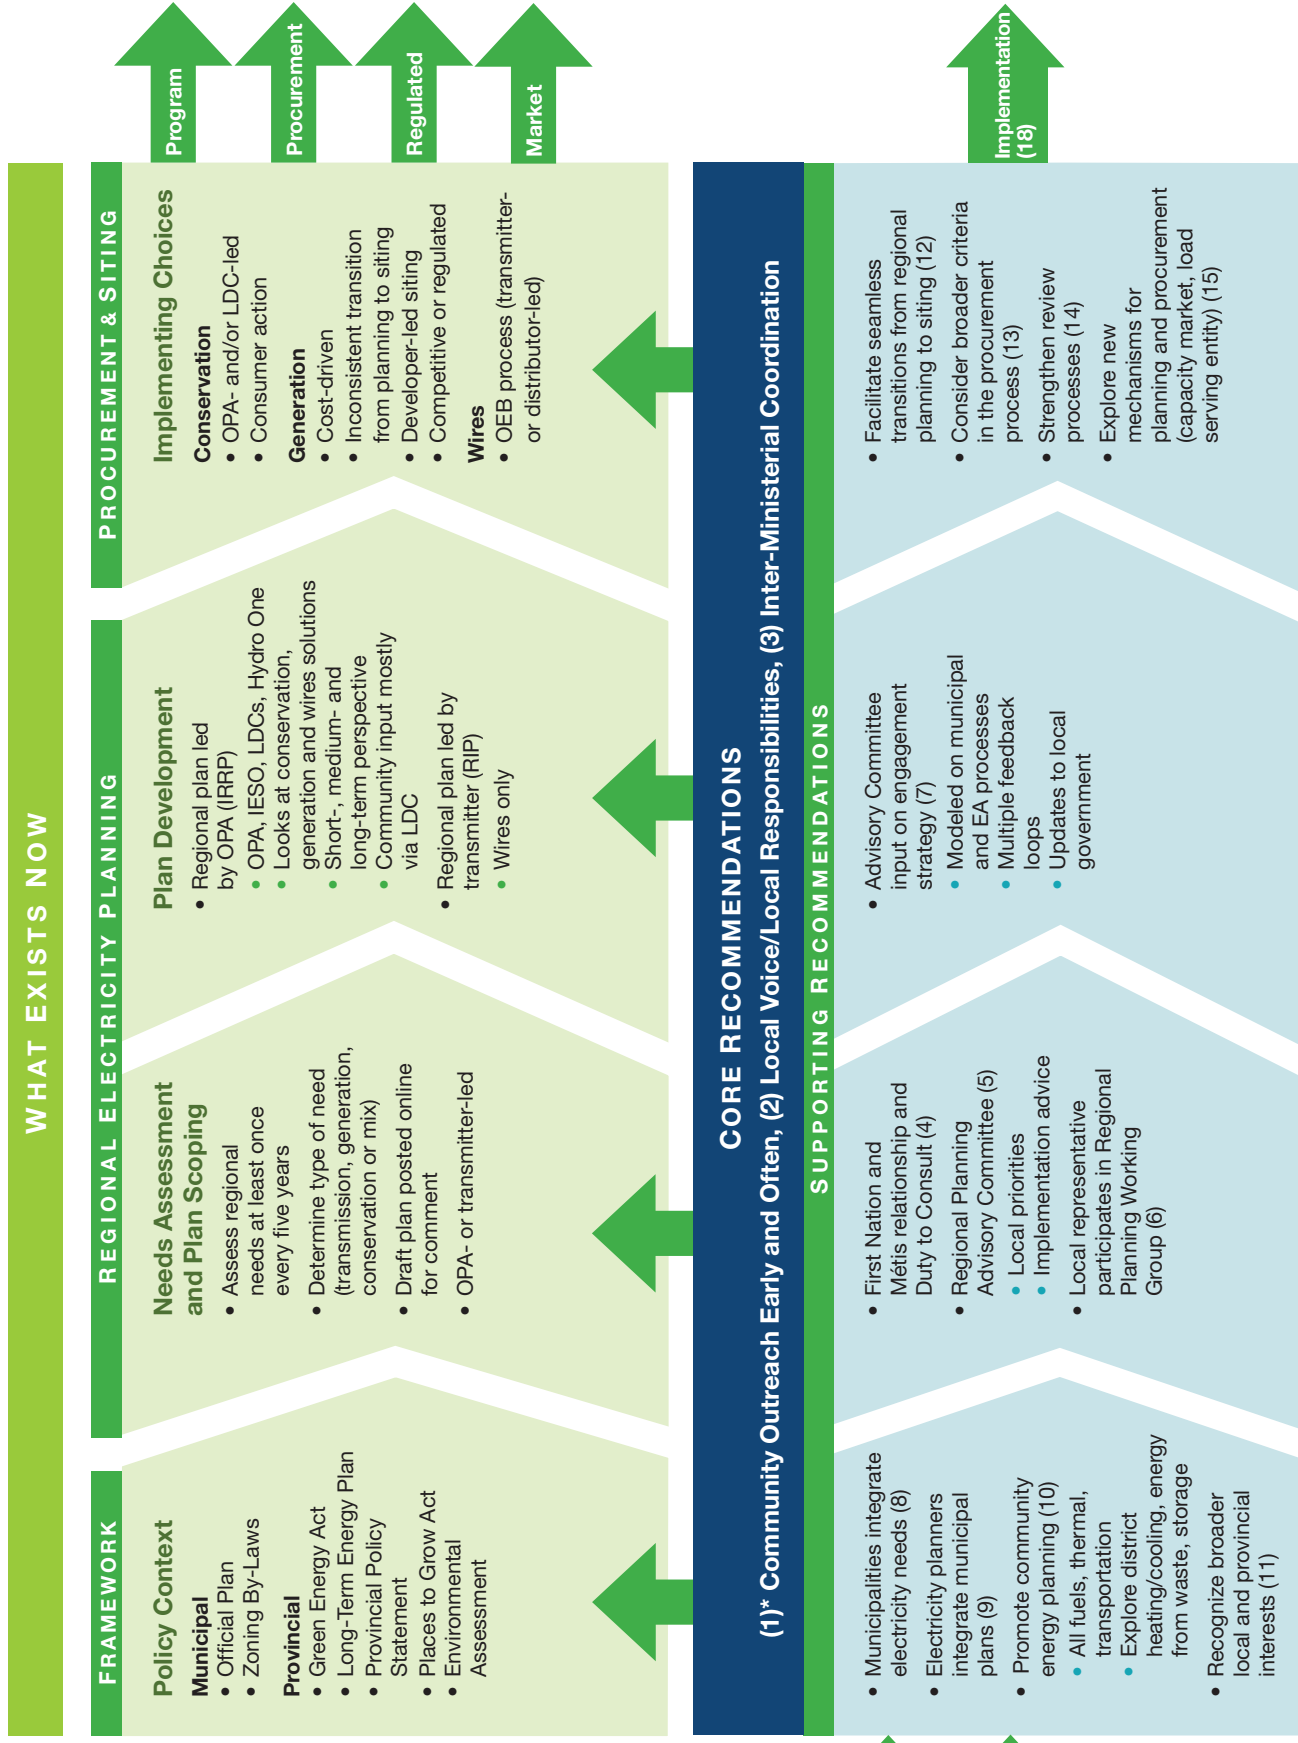 WHAT EXISTS NOW
FRAMEWORK
Policy Context
Municipal
• Official Plan
• Zoning By-Laws
Provincial
• Green Energy Act
• Long-Term Energy Plan
• Provincial Policy
Statement
• Places to Grow Act
• Environmental
Assessment
REGIONAL ELECTRICITY PLANNING
Needs Assessment
and Plan Scoping
• Assess regional
needs at least once
every five years
• Determine type of need
(transmission, generation,
conservation or mix)
• Draft plan posted online
for comment
• OPA- or transmitter-led
Plan Development
• Regional plan led
by OPA (IRRP)
• OPA, IESO, LDCs, Hydro One
• Looks at conservation,
generation and wires solutions
• Short-, medium- and
long-term perspective
• Community input mostly
via LDC
• Regional plan led by
transmitter (RIP)
• Wires only
PROCUREMENT & SITING
Implementing Choices
Conservation
• OPA- and/or LDC-led
• Consumer action
Generation
• Cost-driven
• Inconsistent transition
from planning to siting
• Developer-led siting
• Competitive or regulated
Wires
• OEB process (transmitter-
or distributor-led)
Program
Procurement
Regulated
Market
CORE RECOMMENDATIONS
(1)* Community Outreach Early and Often, (2) Local Voice/Local Responsibilities, (3) Inter-Ministerial Coordination
SUPPORTING RECOMMENDATIONS
• Municipalities integrate
electricity needs (8)
• Electricity planners
integrate municipal
plans (9)
• Promote community
energy planning (10)
• All fuels, thermal,
transportation
• Explore district
heating/cooling, energy
from waste, storage
• Recognize broader
local and provincial
interests (11)
• First Nation and
Métis relationship and
Duty to Consult (4)
• Regional Planning
Advisory Committee (5)
• Local priorities
• Implementation advice
• Local representative
participates in Regional
Planning Working
Group (6)
• Advisory Committee
input on engagement
strategy (7)
• Modeled on municipal
and EA processes
• Multiple feedback
loops
• Updates to local
government
• Facilitate seamless
transitions from regional
planning to siting (12)
• Consider broader criteria
in the procurement
process (13)
• Strengthen review
processes (14)
• Explore new
mechanisms for
planning and procurement
(capacity market, load
serving entity) (15)
Implementation
(18)